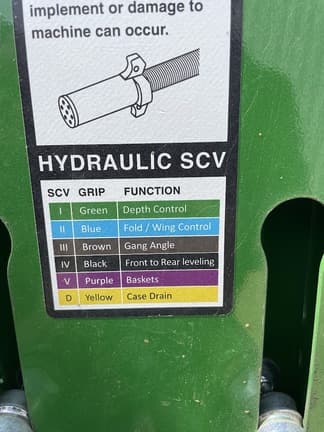 implement or damage to
machine can occur.
HYDRAULIC SCV
SCV GRIP FUNCTION
I Green Depth Control
II Blue Fold / Wing Control
III Brown Gang Angle
IV Black Front to Rear leveling
V Purple Baskets
D Yellow Case Drain